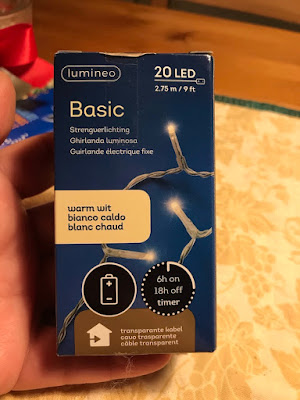 lumineo
20 LED
2.75 m / 9 ft
Basic
Strengverlichting
Ghirlanda luminosa
Guirlande électrique fixe
warm wit
bianco caldo
blanc chaud
6h on
18h off
timer
transparante kabel
cavo trasparente
câble transparent